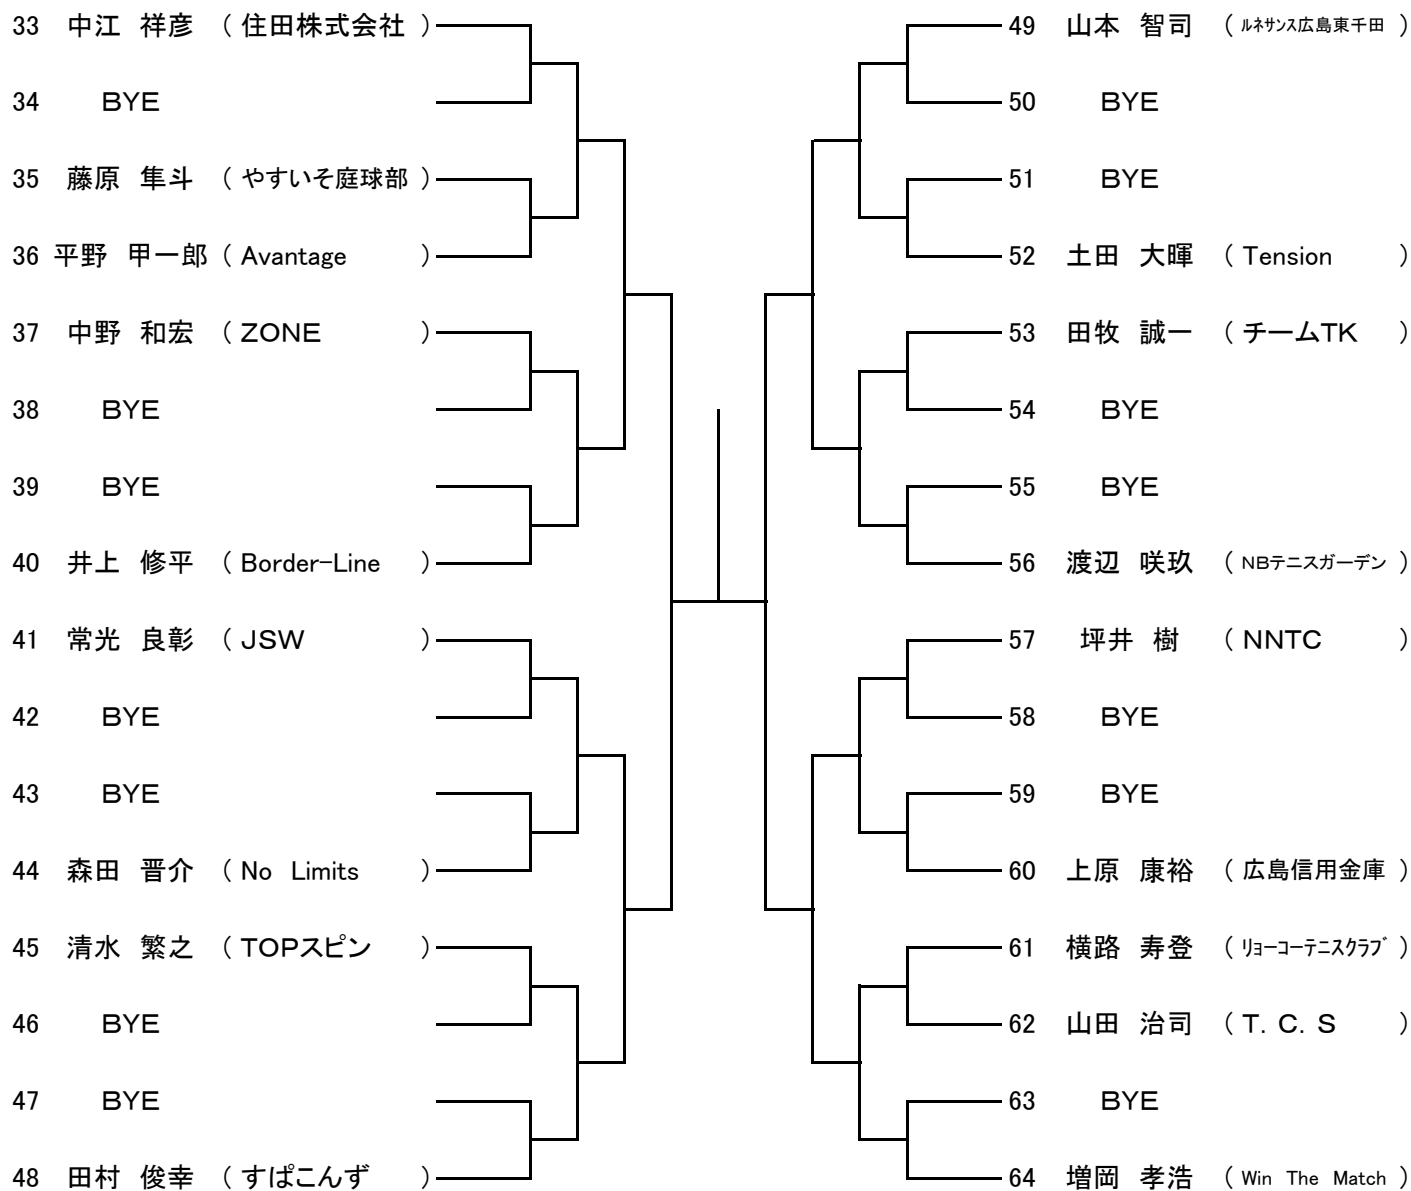 33 中江 祥彦 ( 住田株式会社 )
34 BYE
35 藤原 隼斗 ( やすいそ庭球部 )
36 平野 甲一郎 ( Avantage )
37 中野 和宏 ( ZONE )
38 BYE
39 BYE
40 井上 修平 ( Border-Line )
41 常光 良彰 ( JSW )
42 BYE
43 BYE
44 森田 晋介 ( No Limits )
45 清水 繁之 ( TOPスピン )
46 BYE
47 BYE
48 田村 俊幸 ( すぱこんず )
49 山本 智司 ( ﾙﾈｻﾝｽ広島東千田 )
50 BYE
51 BYE
52 土田 大暉 ( Tension )
53 田牧 誠一 ( チームTK )
54 BYE
55 BYE
56 渡辺 咲玖 ( NBテニスガーデン )
57 坪井 樹 ( NNTC )
58 BYE
59 BYE
60 上原 康裕 ( 広島信用金庫 )
61 横路 寿登 ( ﾘｮｰｺｰﾃﾆｽｸﾗﾌﾞ )
62 山田 治司 ( T. C. S )
63 BYE
64 増岡 孝浩 ( Win The Match )